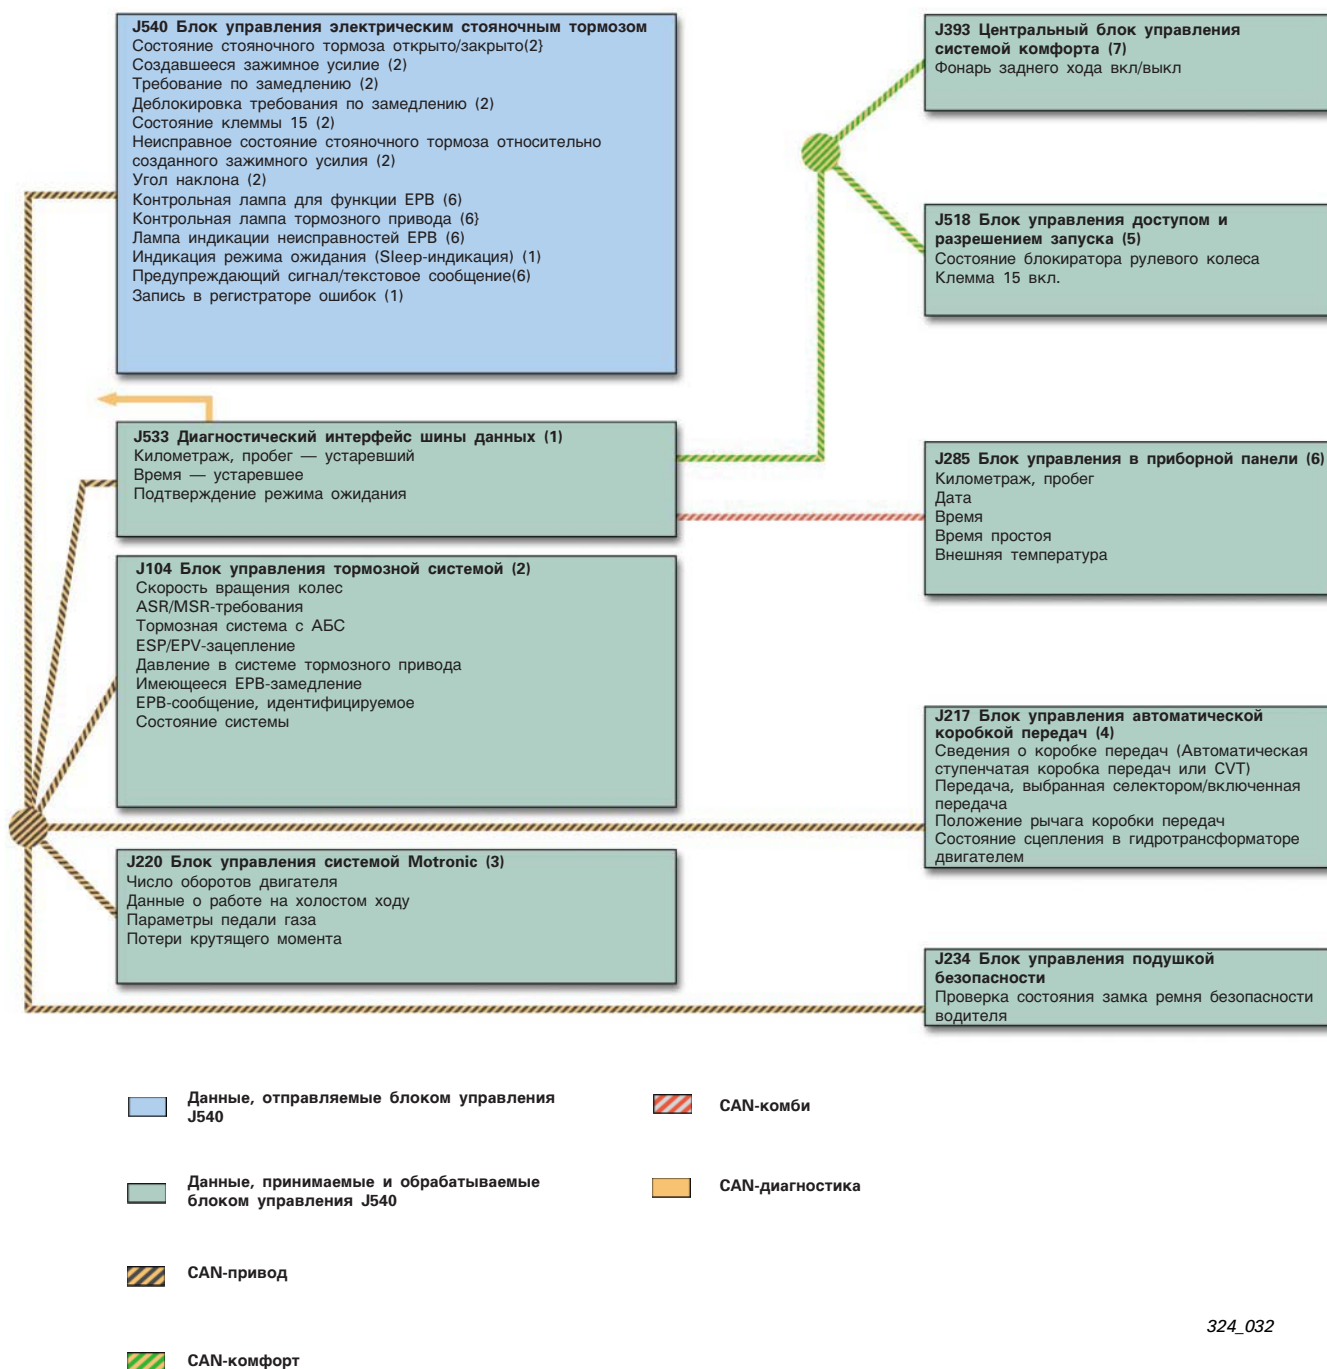 J540 Блок управления электрическим стояночным тормозом
Состояние стояночного тормоза открыто/закрыто(2}
Создавшееся зажимное усилие (2)
Требование по замедлению (2)
Деблокировка требования по замедлению (2)
Состояние клеммы 15 (2)
Неисправное состояние стояночного тормоза относительно
созданного зажимного усилия (2)
Угол наклона (2)
Контрольная лампа для функции EPB (6)
Контрольная лампа тормозного привода (6}
Лампа индикации неисправностей EPB (6)
Индикация режима ожидания (Sleep-индикация) (1)
Предупреждающий сигнал/текстовое сообщение(6)
Запись в регистраторе ошибок (1)
J393 Центральный блок управления
системой комфорта (7)
Фонарь заднего хода вкл/выкл
J518 Блок управления доступом и
разрешением запуска (5)
Состояние блокиратора рулевого колеса
Клемма 15 вкл.
J533 Диагностический интерфейс шины данных (1)
Километраж, пробег — устаревший
Время — устаревшее
Подтверждение режима ожидания
J285 Блок управления в приборной панели (6)
Километраж, пробег
Дата
Время
Время простоя
Внешняя температура
J104 Блок управления тормозной системой (2)
Скорость вращения колес
ASR/MSR-требования
Тормозная система с АБС
ESP/EPV-зацепление
Давление в системе тормозного привода
Имеющееся EPB-замедление
EPB-сообщение, идентифицируемое
Состояние системы
J217 Блок управления автоматической
коробкой передач (4)
Сведения о коробке передач (Автоматическая
ступенчатая коробка передач или CVT)
Передача, выбранная селектором/включенная
передача
Положение рычага коробки передач
Состояние сцепления в гидротрансформаторе
двигателем
J220 Блок управления системой Motronic (3)
Число оборотов двигателя
Данные о работе на холостом ходу
Параметры педали газа
Потери крутящего момента
J234 Блок управления подушкой
безопасности
Проверка состояния замка ремня безопасности
водителя
Данные, отправляемые блоком управления
J540
CAN-комби
Данные, принимаемые и обрабатываемые
блоком управления J540
CAN-диагностика
CAN-привод
CAN-комфорт
324_032